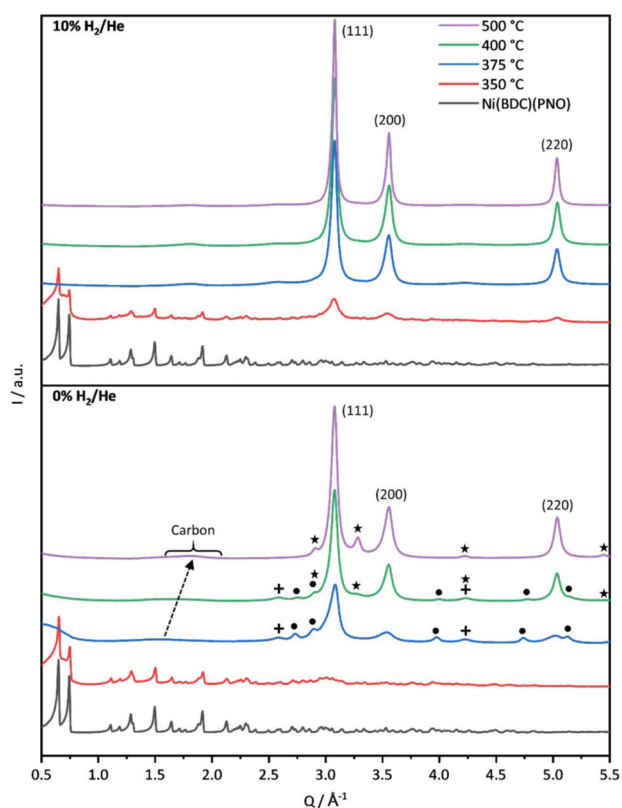 10% H₂/He
500 °C
400 °C
375 °C
350 °C
Ni(BDC)(PNO)
(111)
(200)
(220)
I / a.u.
0% H₂/He
(111)
(200)
(220)
Carbon
0.5 1.0 1.5 2.0 2.5 3.0 3.5 4.0 4.5 5.0 5.5
Q / Å⁻¹